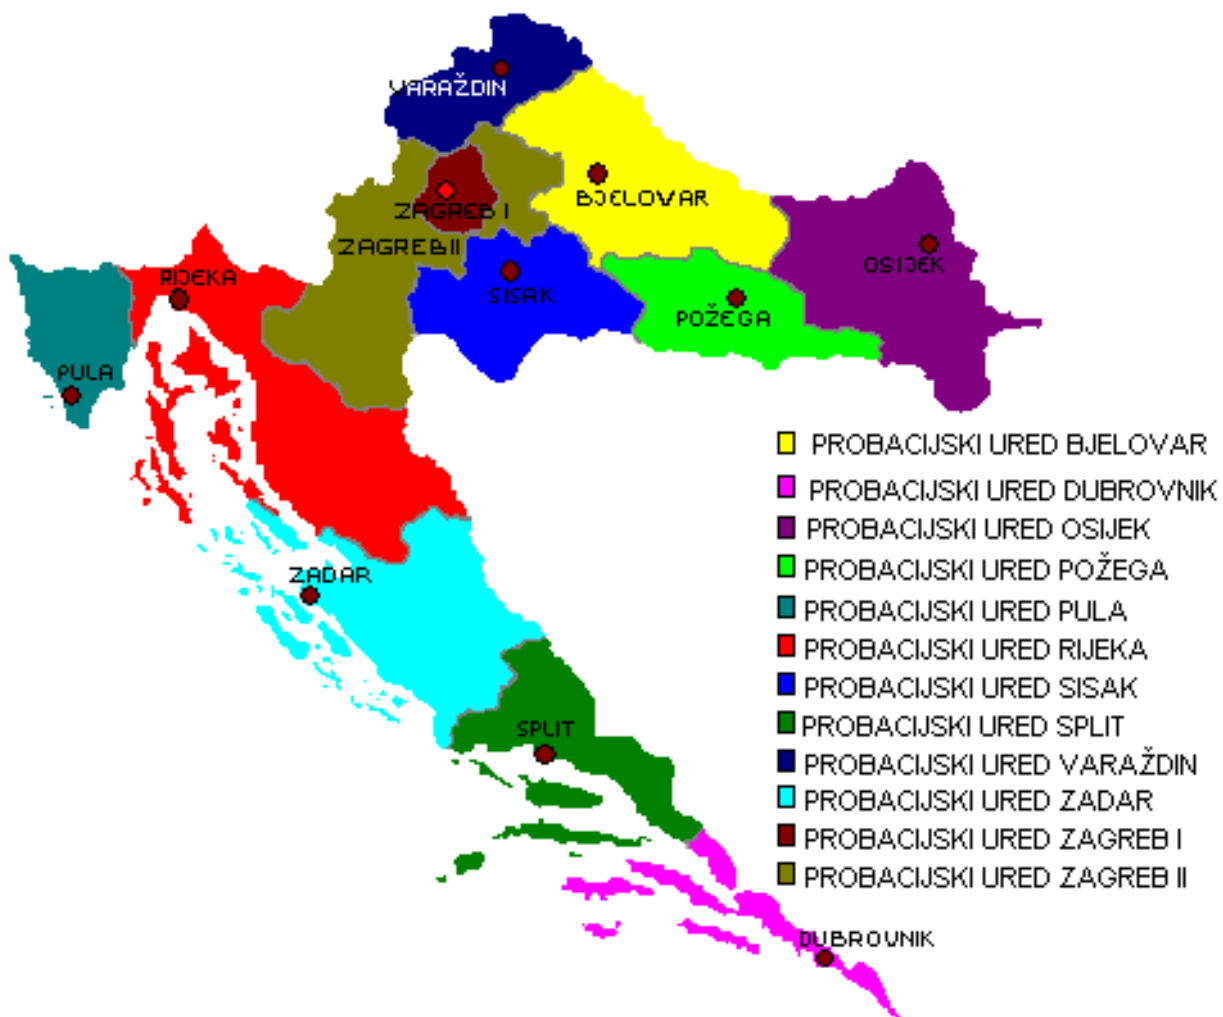 VARAŽDIN
BJELOVAR
ZAGREB I
ZAGREB II
OSIJEK
RIJEKA
SISAK
POŽEGA
PULA
ZADAR
SPLIT
DUBROVNIK
PROBACIJSKI URED BJELOVAR
PROBACIJSKI URED DUBROVNIK
PROBACIJSKI URED OSIJEK
PROBACIJSKI URED POŽEGA
PROBACIJSKI URED PULA
PROBACIJSKI URED RIJEKA
PROBACIJSKI URED SISAK
PROBACIJSKI URED SPLIT
PROBACIJSKI URED VARAŽDIN
PROBACIJSKI URED ZADAR
PROBACIJSKI URED ZAGREB I
PROBACIJSKI URED ZAGREB II